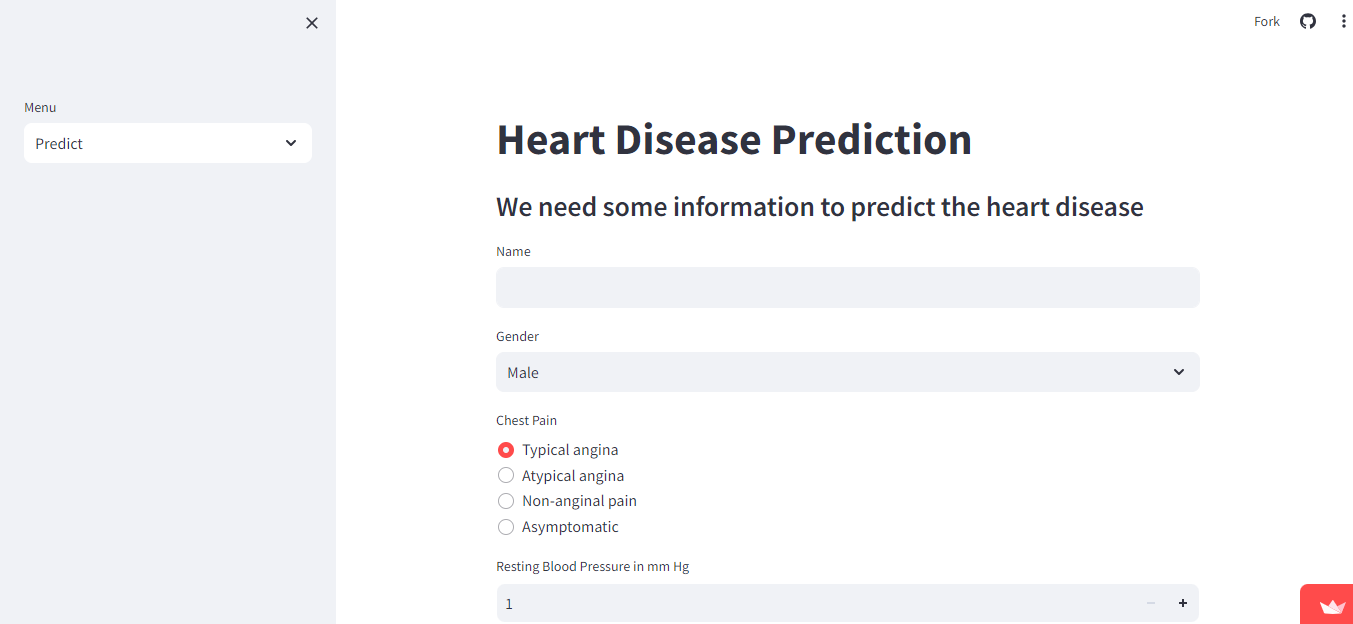 Fork
Menu
Predict
Heart Disease Prediction
We need some information to predict the heart disease
Name
Gender
Male
Chest Pain
Typical angina
Atypical angina
Non-anginal pain
Asymptomatic
Resting Blood Pressure in mm Hg
1